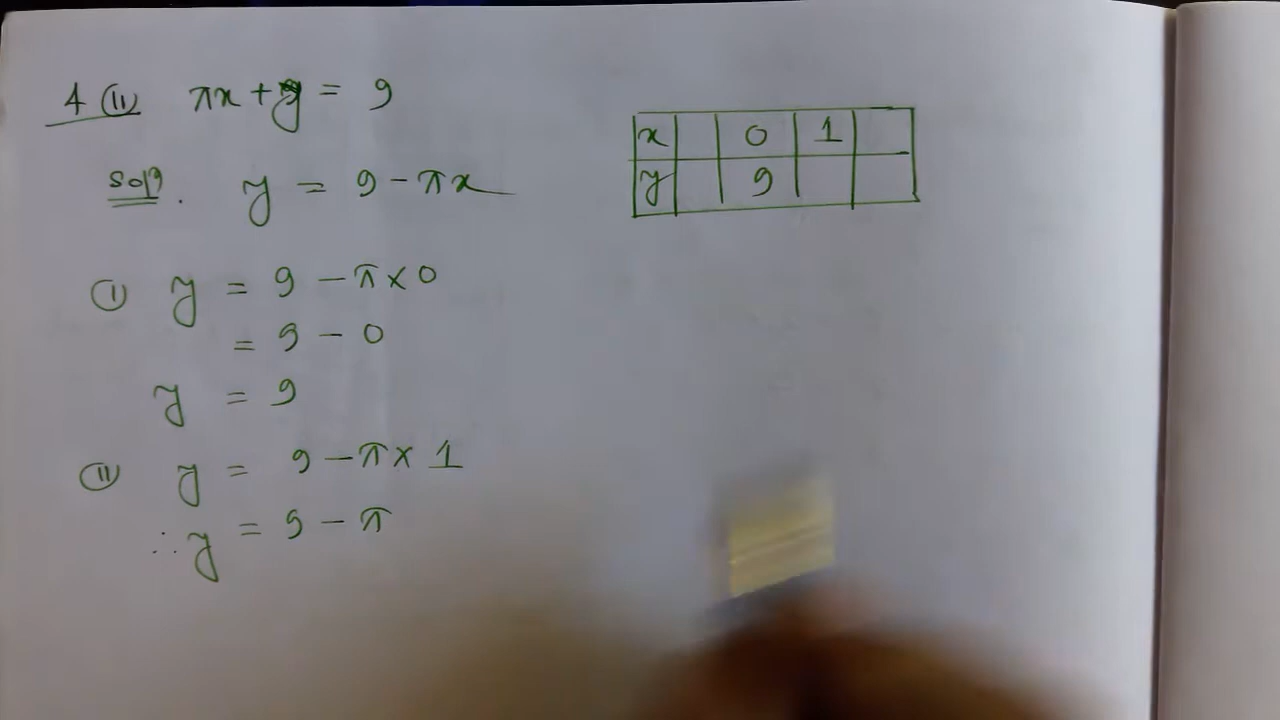 4 (ii) πx + y = 9
Soln. y = 9 - πx
(i) y = 9 - π × 0
= 9 - 0
y = 9
(ii) y = 9 - π × 1
∴ y = 9 - π
x 0 1
y 9